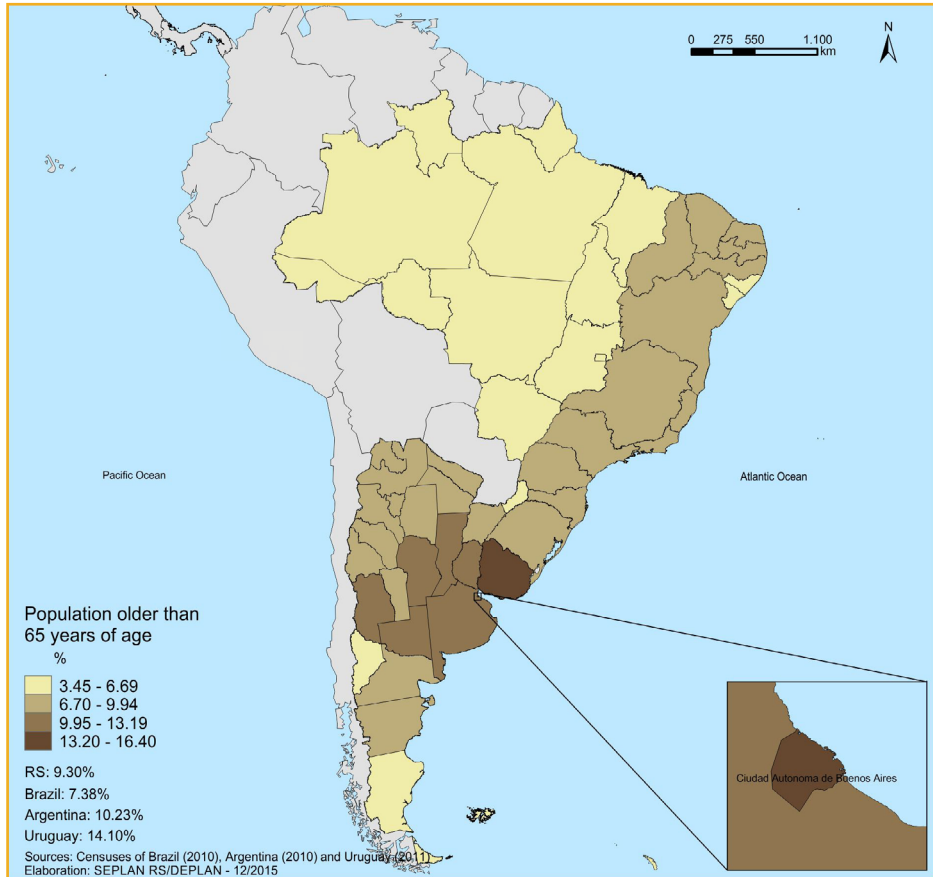 N
0 275 550 1.100
km
Pacific Ocean
Atlantic Ocean
Population older than
65 years of age
%
3.45 - 6.69
6.70 - 9.94
9.95 - 13.19
13.20 - 16.40
RS: 9.30%
Brazil: 7.38%
Argentina: 10.23%
Uruguay: 14.10%
Sources: Censuses of Brazil (2010), Argentina (2010) and Uruguay (2011)
Elaboration: SEPLAN RS/DEPLAN - 12/2015
Ciudad Autonoma de Buenos Aires